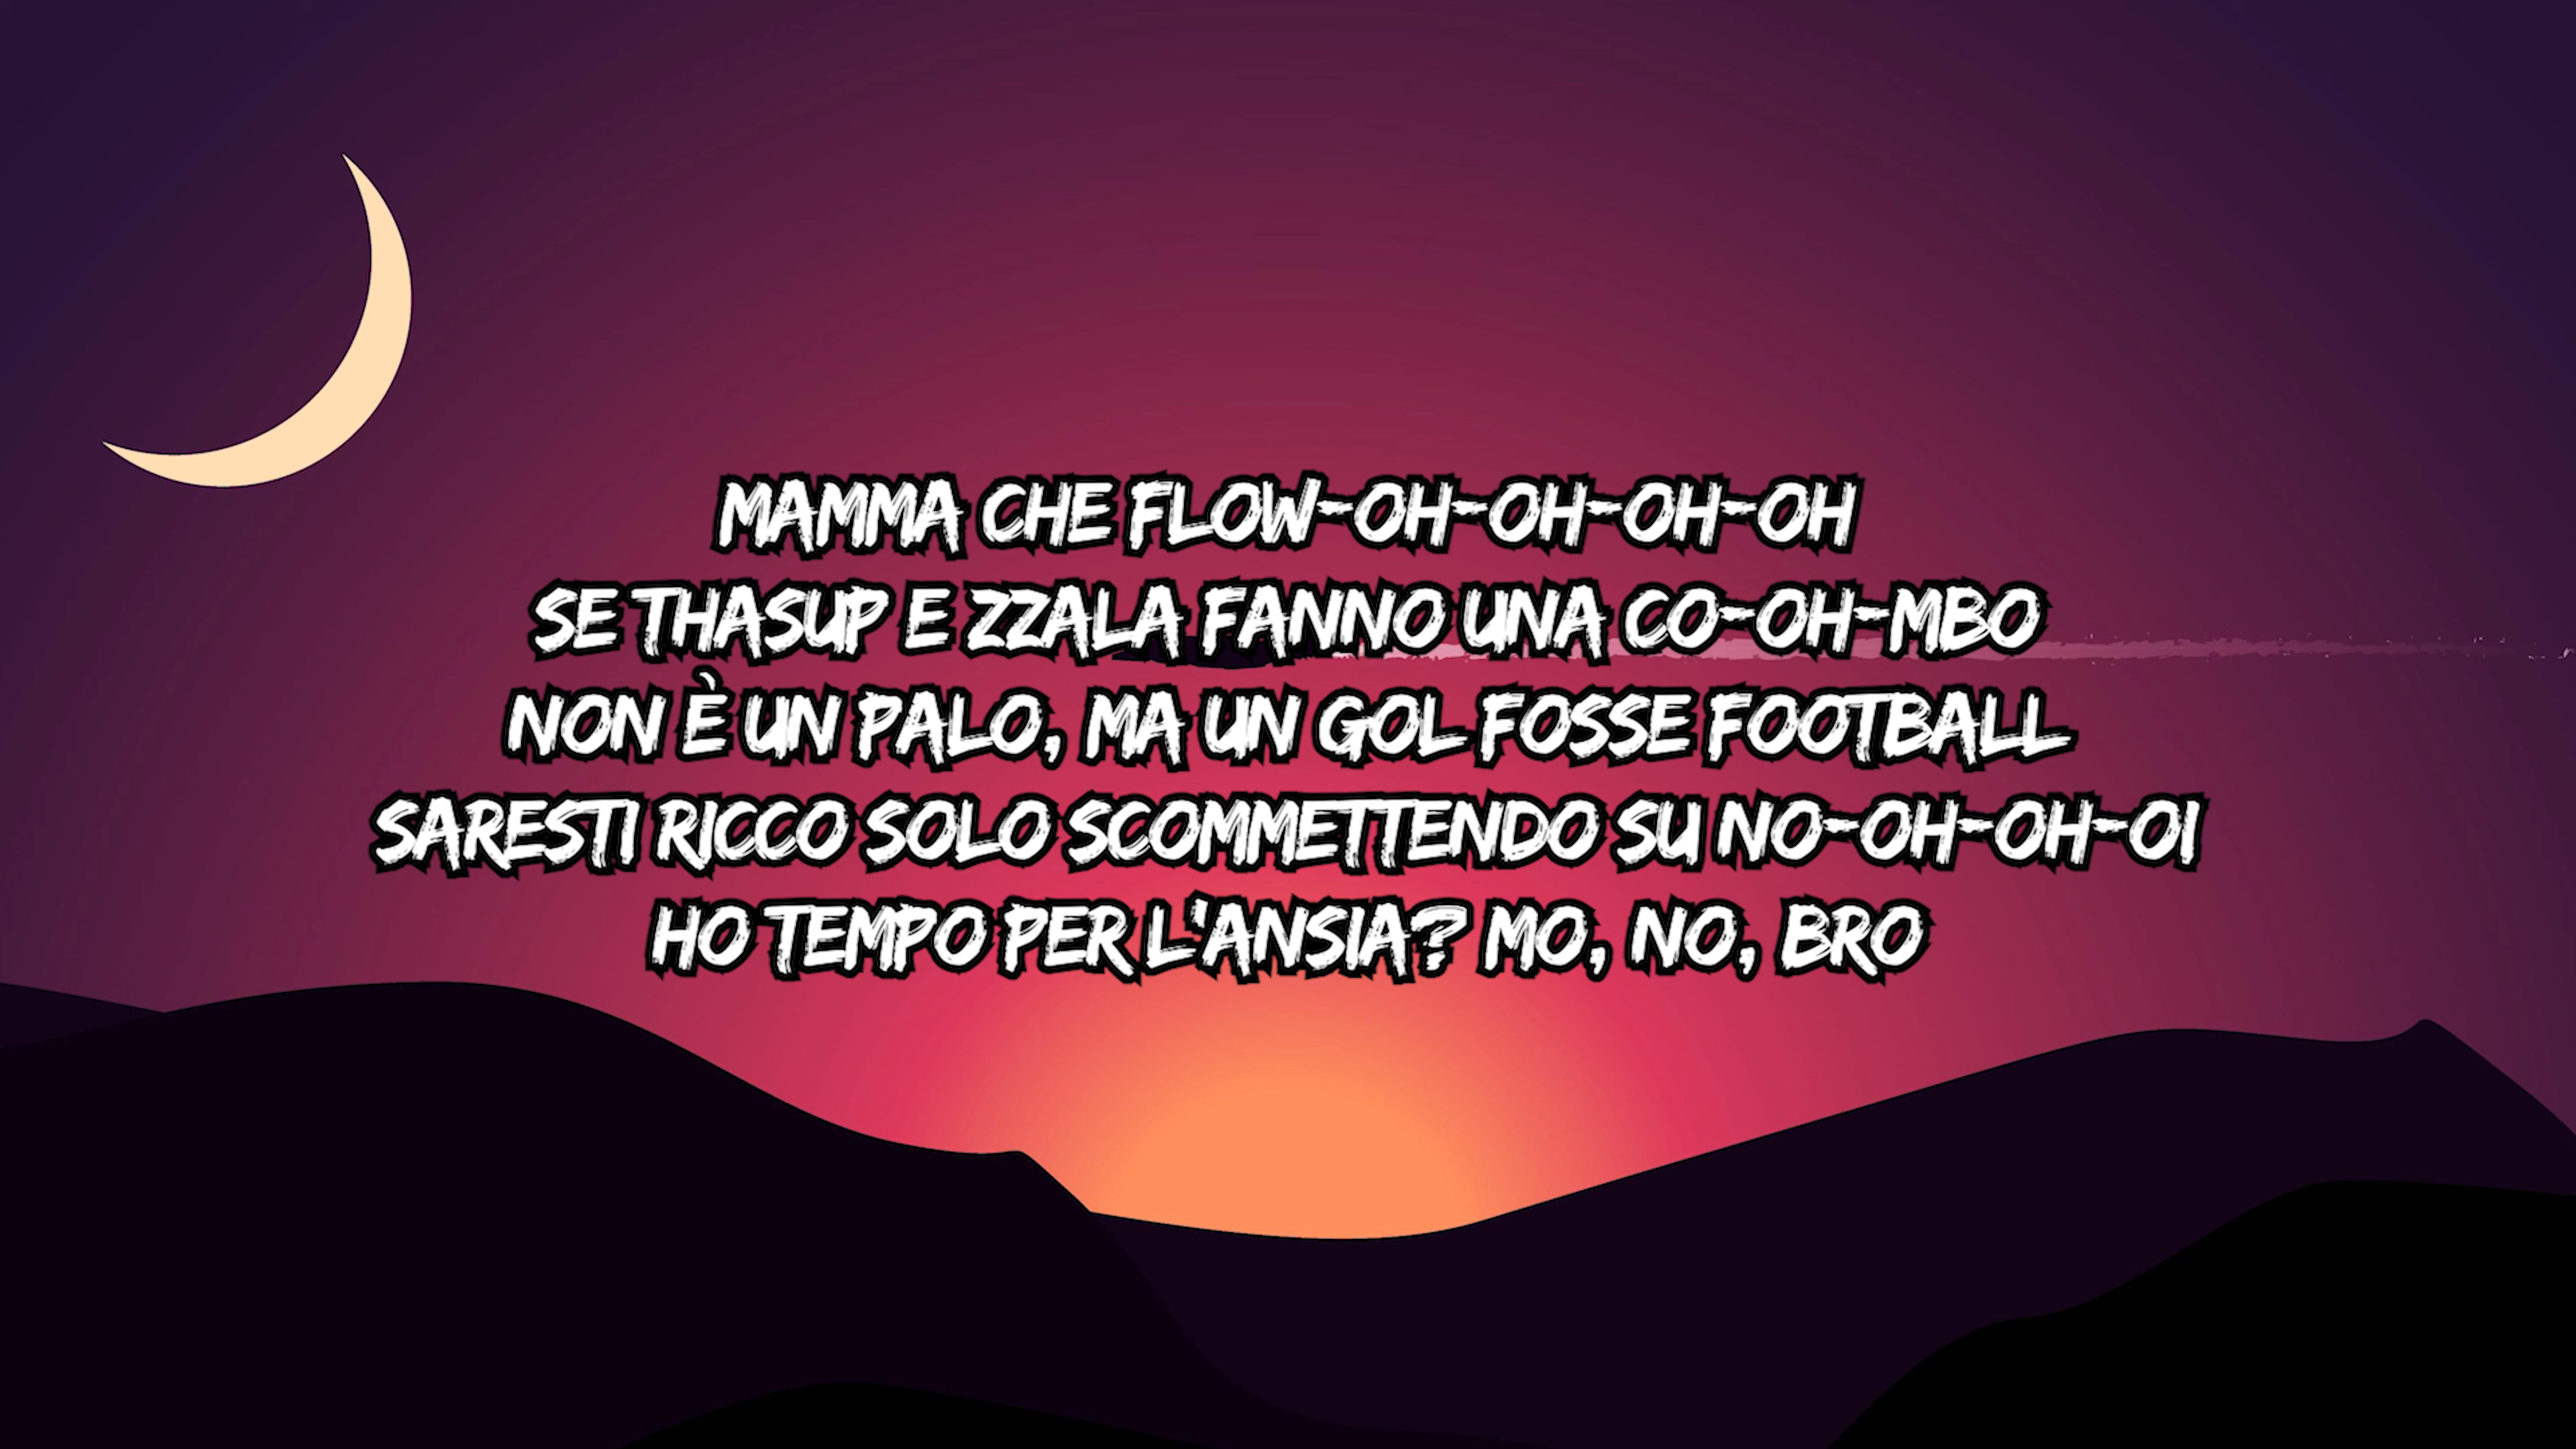 MAMMA CHE FLOW-OH-OH-OH-OH
SE THASUP E ZZALA FANNO UNA CO-OH-MBO
NON È UN PALO, MA UN GOL FOSSE FOOTBALL
SARESTI RICCO SOLO SCOMMETTENDO SU NO-OH-OH-OI
HO TEMPO PER L'ANSIA? MO, NO, BRO